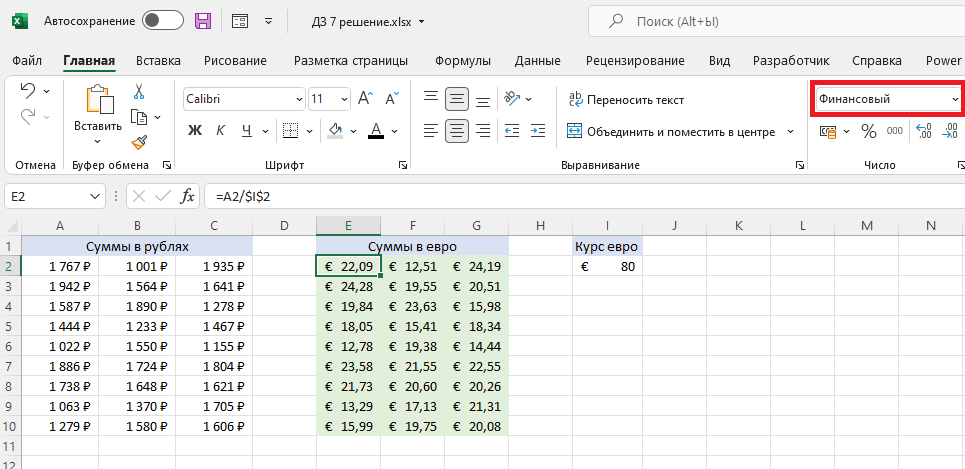 Автосохранение ДЗ 7 решение.xlsx Поиск (Alt+Ы)
Файл Главная Вставка Рисование Разметка страницы Формулы Данные Рецензирование Вид Разработчик Справка Power
Вставить Calibri 11 Переносить текст Финансовый
Ж К Ч А Объединить и поместить в центре % 000
Отмена Буфер обмена Шрифт Выравнивание Число
E2 fx =A2/$I$2
A B C D E F G H I J K L M N
1 Суммы в рублях Суммы в евро Курс евро
2 1 767 ₽ 1 001 ₽ 1 935 ₽ € 22,09 € 12,51 € 24,19 € 80
3 1 942 ₽ 1 564 ₽ 1 641 ₽ € 24,28 € 19,55 € 20,51
4 1 587 ₽ 1 890 ₽ 1 278 ₽ € 19,84 € 23,63 € 15,98
5 1 444 ₽ 1 233 ₽ 1 467 ₽ € 18,05 € 15,41 € 18,34
6 1 022 ₽ 1 550 ₽ 1 155 ₽ € 12,78 € 19,38 € 14,44
7 1 886 ₽ 1 724 ₽ 1 804 ₽ € 23,58 € 21,55 € 22,55
8 1 738 ₽ 1 648 ₽ 1 621 ₽ € 21,73 € 20,60 € 20,26
9 1 063 ₽ 1 370 ₽ 1 705 ₽ € 13,29 € 17,13 € 21,31
10 1 279 ₽ 1 580 ₽ 1 606 ₽ € 15,99 € 19,75 € 20,08
11
12